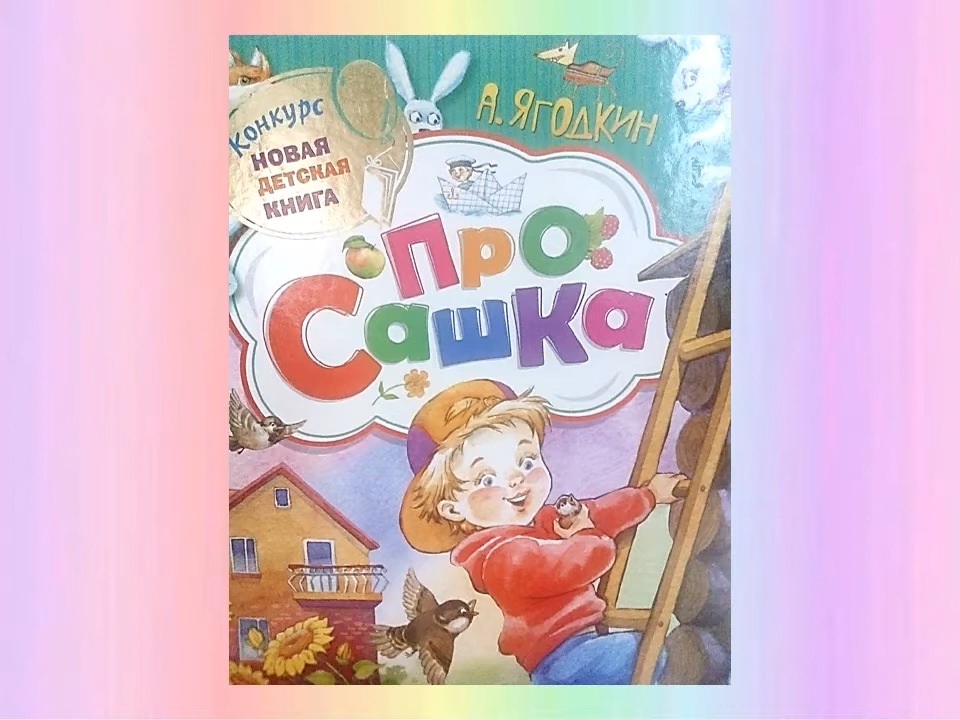 А. Ягодкин
Конкурс
НОВАЯ
ДЕТСКАЯ
КНИГА
Про
Сашка